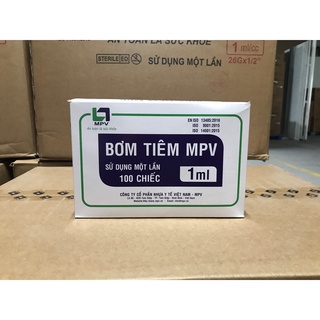 AN TOÀN LÀ SỨC KHỎE
STERILE EO
SỬ DỤNG MỘT LẦN
1 ml/cc
26Gx1/2"
MPV
EN ISO 13485:2016
ISO 9001:2015
ISO 14001:2015
BƠM TIÊM MPV
SỬ DỤNG MỘT LẦN
100 CHIẾC
1ml
CÔNG TY CỔ PHẦN NHỰA Y TẾ VIỆT NAM - MPV